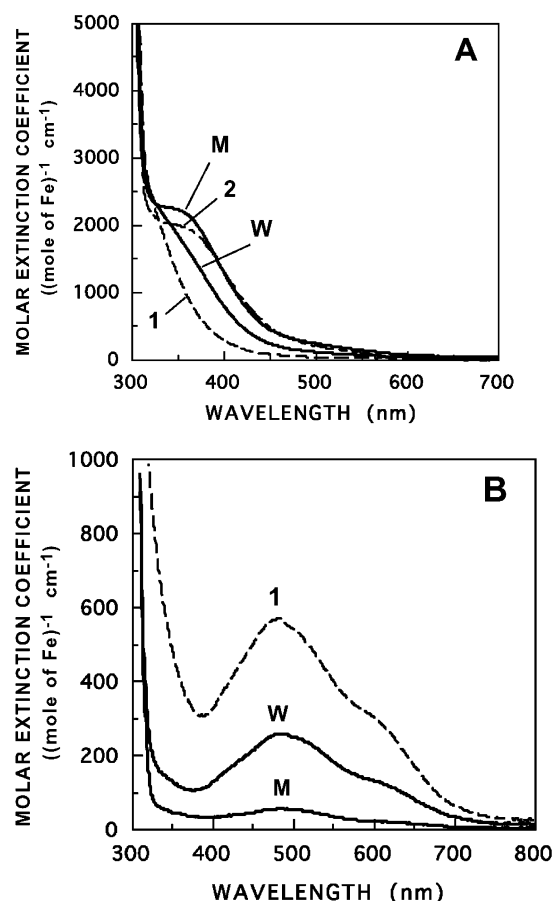 A
MOLAR EXTINCTION COEFFICIENT
((mole of Fe)-1 cm-1)
5000
4000
3000
2000
1000
0
M
2
W
1
300 400 500 600 700
WAVELENGTH (nm)
B
MOLAR EXTINCTION COEFFICIENT
((mole of Fe)-1 cm-1)
1000
800
600
400
200
0
1
W
M
300 400 500 600 700 800
WAVELENGTH (nm)